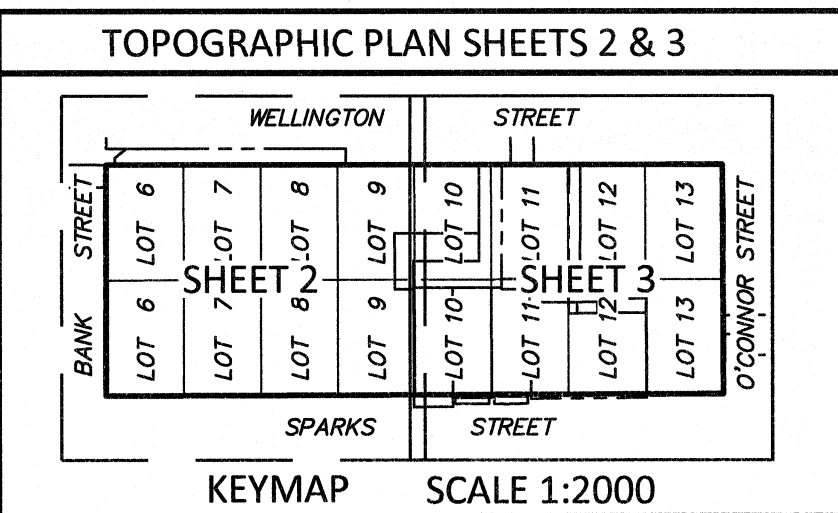 TOPOGRAPHIC PLAN SHEETS 2 & 3
WELLINGTON STREET
BANK STREET
LOT 6
LOT 7
LOT 8
LOT 9
LOT 10
LOT 11
LOT 12
LOT 13
O'CONNOR STREET
SHEET 2
SHEET 3
LOT 6
LOT 7
LOT 8
LOT 9
LOT 10
LOT 11
LOT 12
LOT 13
SPARKS STREET
KEYMAP SCALE 1:2000